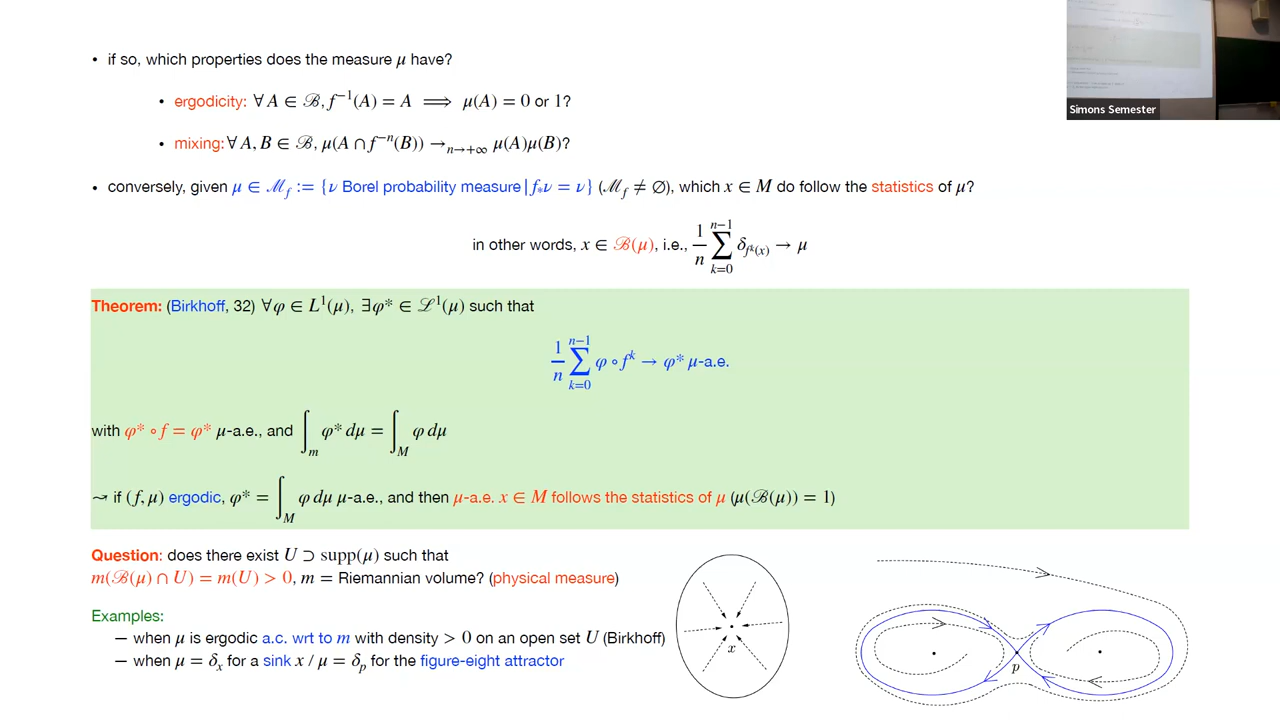 • if so, which properties does the measure μ have?
• ergodicity: ∀ A ∈ ℬ, f⁻¹(A) = A ⟹ μ(A) = 0 or 1?
• mixing: ∀ A, B ∈ ℬ, μ(A ∩ f⁻ⁿ(B)) →ₙ→₊∞ μ(A)μ(B)?
• conversely, given μ ∈ ℳ_f := {ν Borel probability measure | f_*ν = ν} (ℳ_f ≠ ∅), which x ∈ M do follow the statistics of μ?
in other words, x ∈ ℬ(μ), i.e., 1/n ∑_{k=0}^{n−1} δ_{f^k(x)} → μ
Theorem: (Birkhoff, 32) ∀φ ∈ L¹(μ), ∃φ* ∈ ℒ¹(μ) such that
1/n ∑_{k=0}^{n−1} φ ∘ f^k → φ* μ-a.e.
with φ* ∘ f = φ* μ-a.e., and ∫_m φ* dμ = ∫_M φ dμ
⤳ if (f, μ) ergodic, φ* = ∫_M φ dμ μ-a.e., and then μ-a.e. x ∈ M follows the statistics of μ (μ(ℬ(μ)) = 1)
Question: does there exist U ⊃ supp(μ) such that
m(ℬ(μ) ∩ U) = m(U) > 0, m = Riemannian volume? (physical measure)
Examples:
— when μ is ergodic a.c. wrt to m with density > 0 on an open set U (Birkhoff)
— when μ = δ_x for a sink x / μ = δ_p for the figure-eight attractor
x
p
Simons Semester